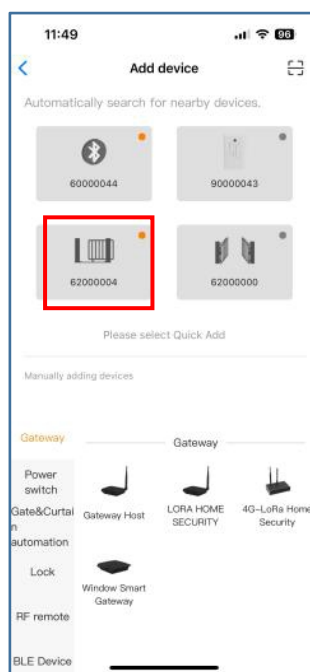 11:49
96
Add device
Automatically search for nearby devices.
60000044
90000043
62000004
62000000
Please select Quick Add
Manually adding devices
Gateway
Gateway
Power
switch
Gate&Curtai
n
automation
Lock
RF remote
BLE Device
Gateway Host
LORA HOME
SECURITY
4G-LoRa Home
Security
Window Smart
Gateway